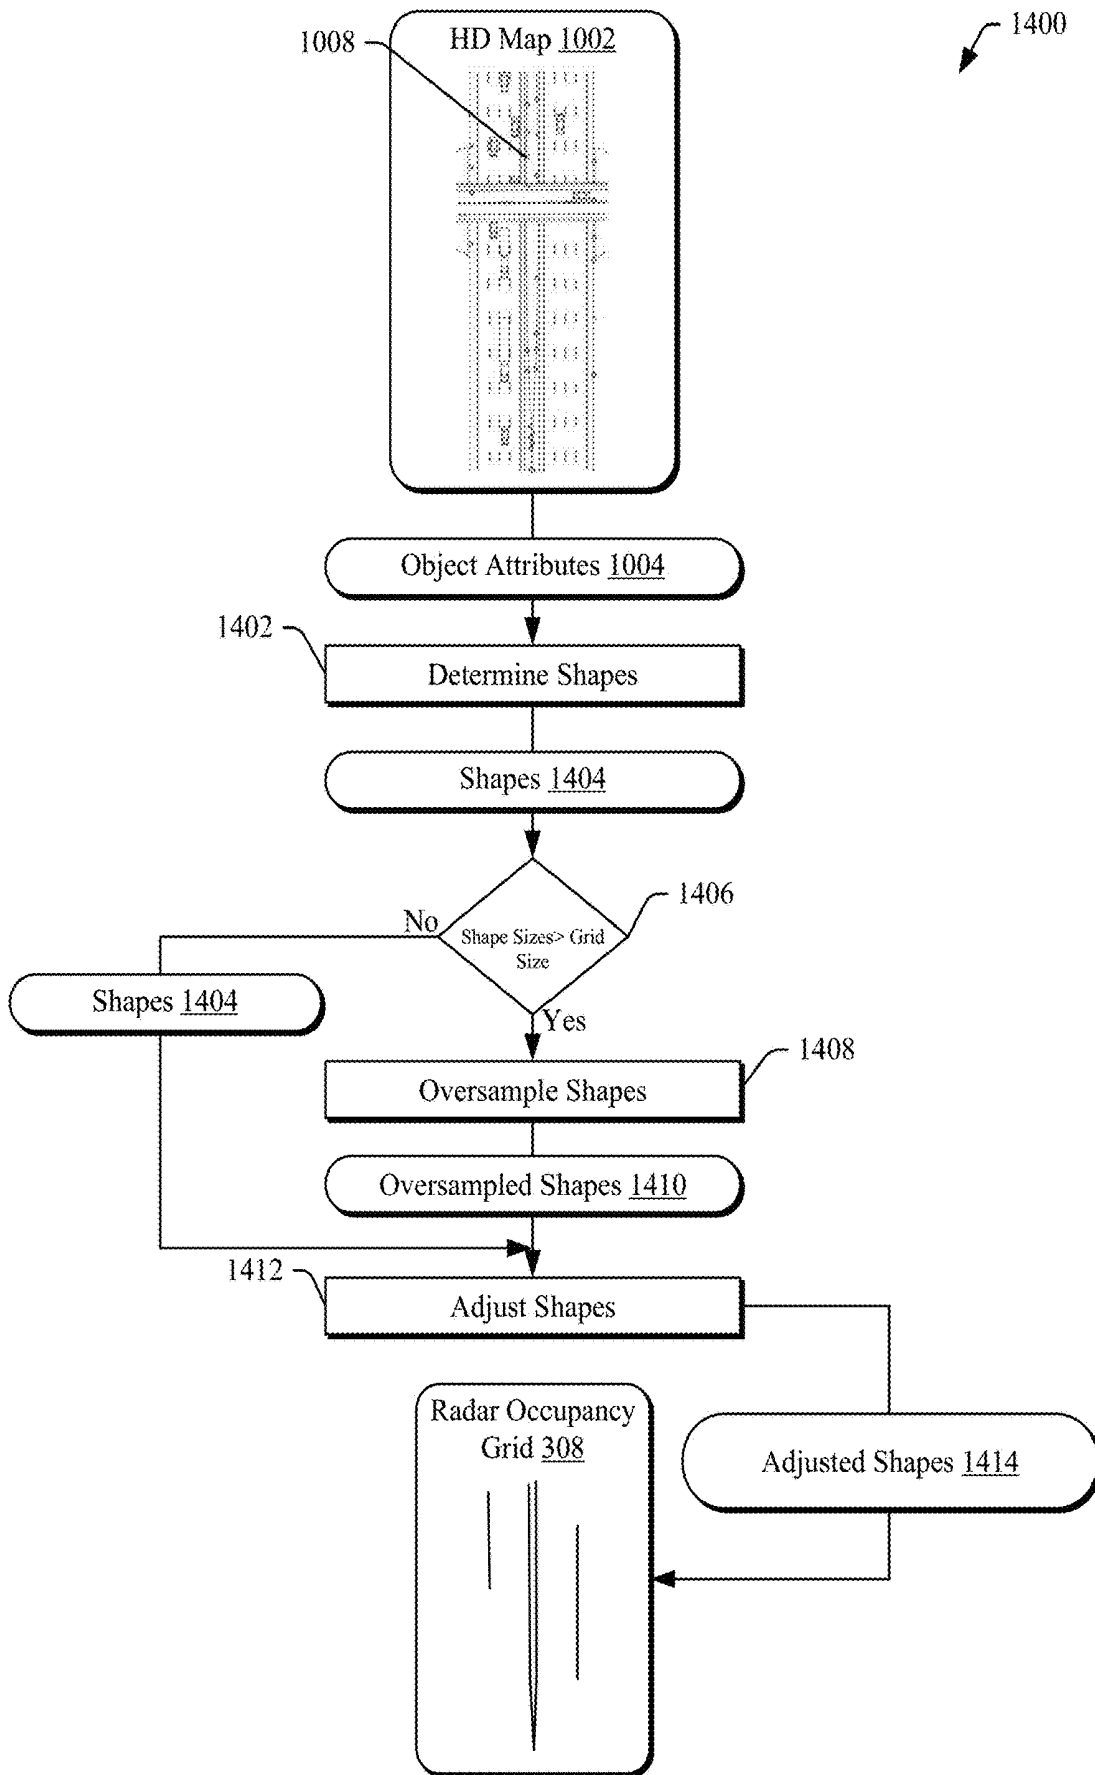 1400
HD Map 1002
1008
Object Attributes 1004
1402
Determine Shapes
Shapes 1404
1406
No
Shape Sizes> Grid
Size
Shapes 1404
Yes
1408
Oversample Shapes
Oversampled Shapes 1410
1412
Adjust Shapes
Radar Occupancy
Grid 308
Adjusted Shapes 1414